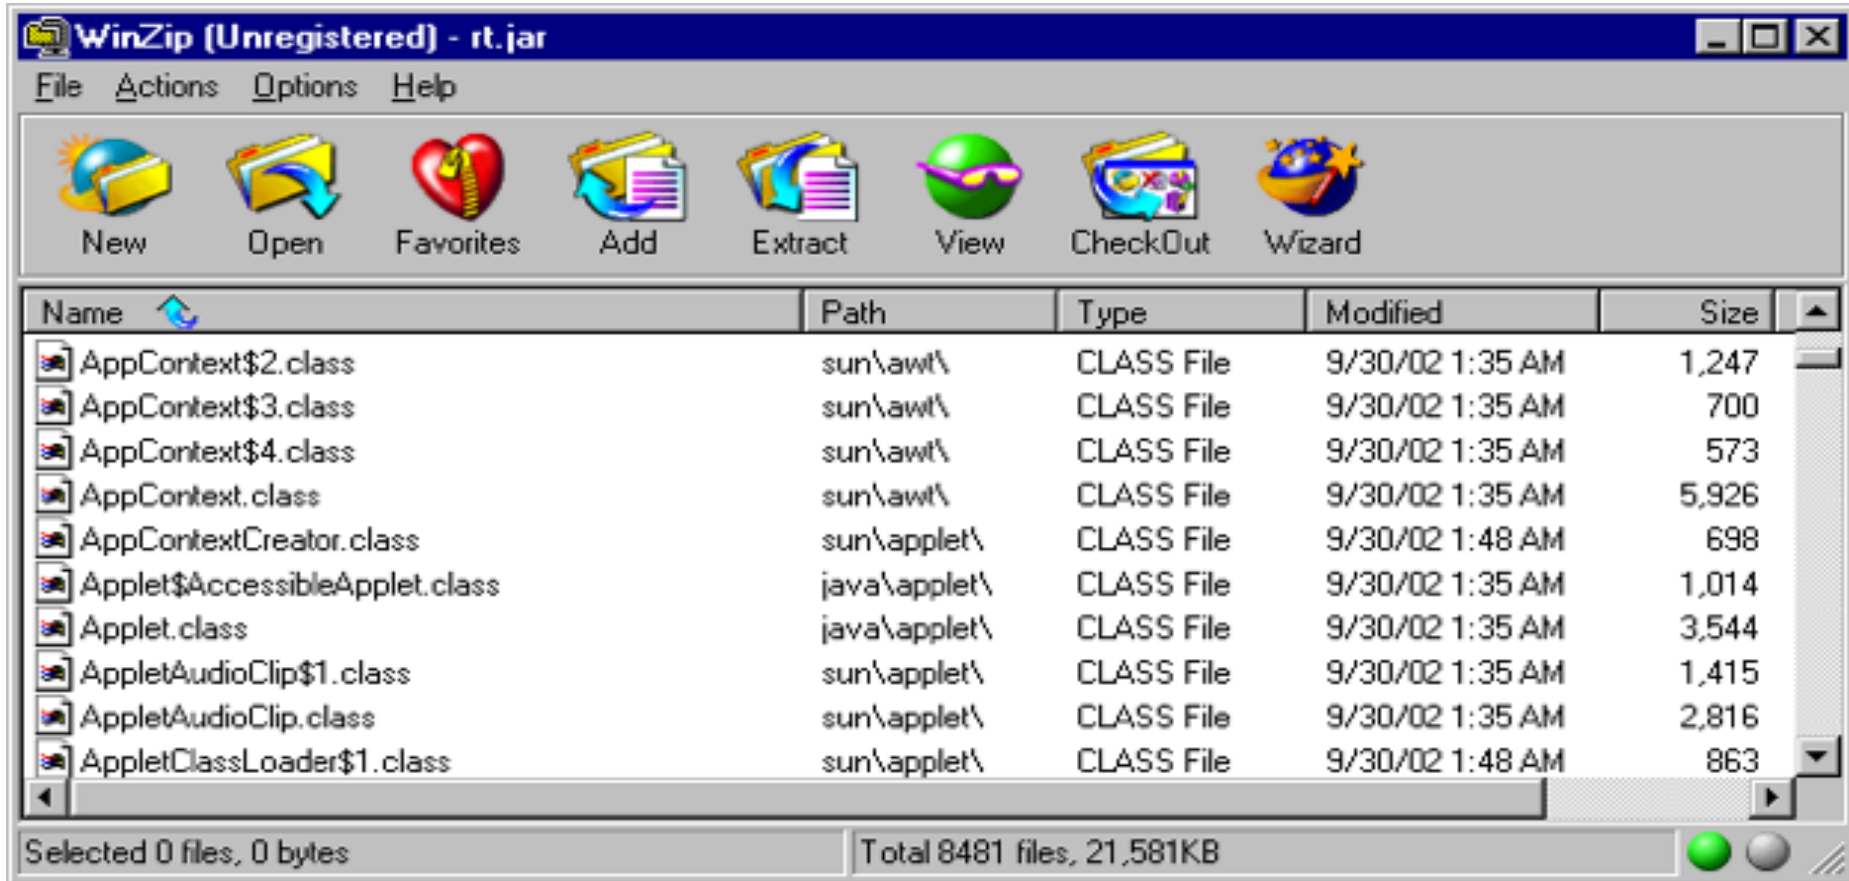 WinZip (Unregistered) - rt.jar
File Actions Options Help
New Open Favorites Add Extract View CheckOut Wizard
Name Path Type Modified Size
AppContext$2.class sun\awt\ CLASS File 9/30/02 1:35 AM 1,247
AppContext$3.class sun\awt\ CLASS File 9/30/02 1:35 AM 700
AppContext$4.class sun\awt\ CLASS File 9/30/02 1:35 AM 573
AppContext.class sun\awt\ CLASS File 9/30/02 1:35 AM 5,926
AppContextCreator.class sun\applet\ CLASS File 9/30/02 1:48 AM 698
Applet$AccessibleApplet.class java\applet\ CLASS File 9/30/02 1:35 AM 1,014
Applet.class java\applet\ CLASS File 9/30/02 1:35 AM 3,544
AppletAudioClip$1.class sun\applet\ CLASS File 9/30/02 1:35 AM 1,415
AppletAudioClip.class sun\applet\ CLASS File 9/30/02 1:35 AM 2,816
AppletClassLoader$1.class sun\applet\ CLASS File 9/30/02 1:48 AM 863
Selected 0 files, 0 bytes Total 8481 files, 21,581KB